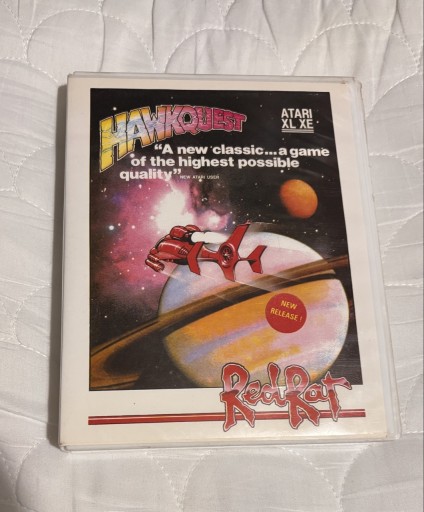 HAWKQUEST
ATARI
XL XE
“A new classic...a game
of the highest possible
quality” NEW ATARI USER
NEW
RELEASE!
Red Rat